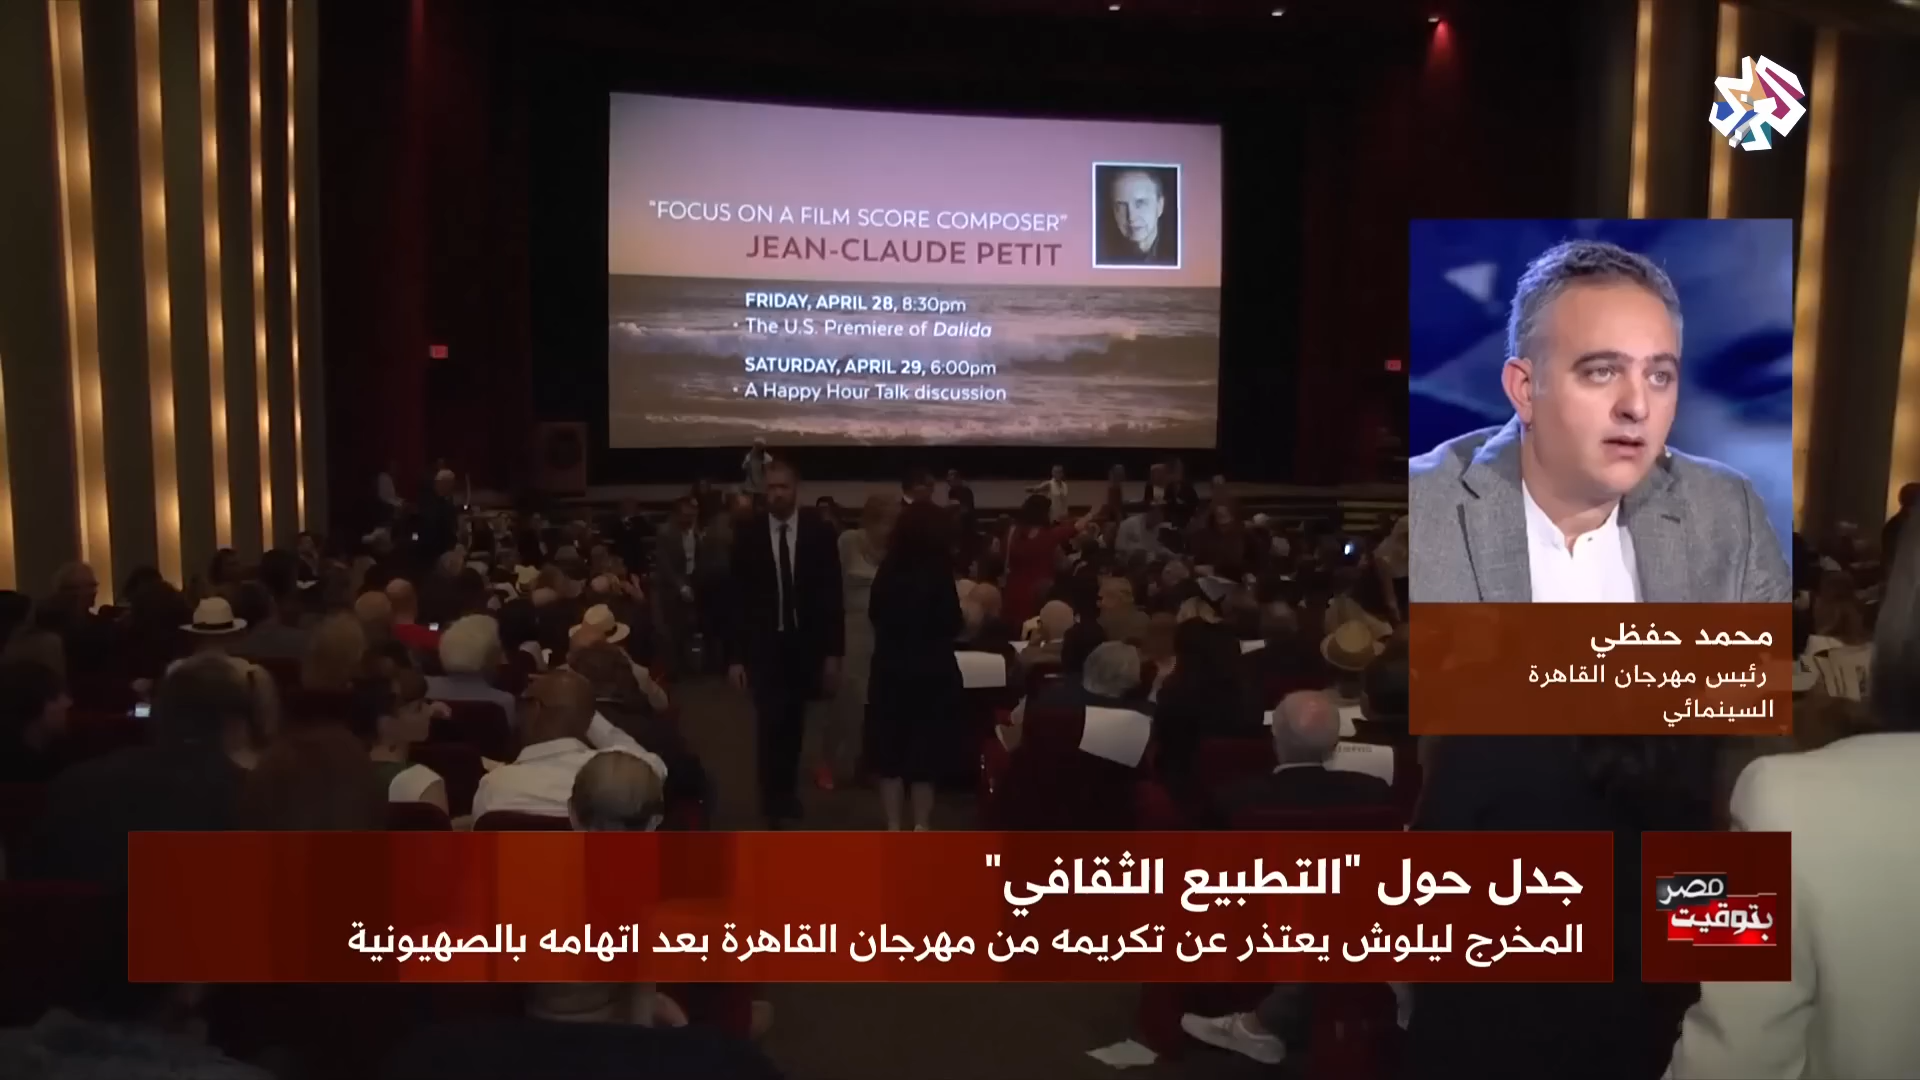 "FOCUS ON A FILM SCORE COMPOSER"
JEAN-CLAUDE PETIT
FRIDAY, APRIL 28, 8:30pm
• The U.S. Premiere of Dalida
SATURDAY, APRIL 29, 6:00pm
• A Happy Hour Talk discussion
محمد حفظي
رئيس مهرجان القاهرة
السينمائي
جدل حول "التطبيع الثقافي"
المخرج ليلوش يعتذر عن تكريمه من مهرجان القاهرة بعد اتهامه بالصهيونية
مصر
بتوقيت